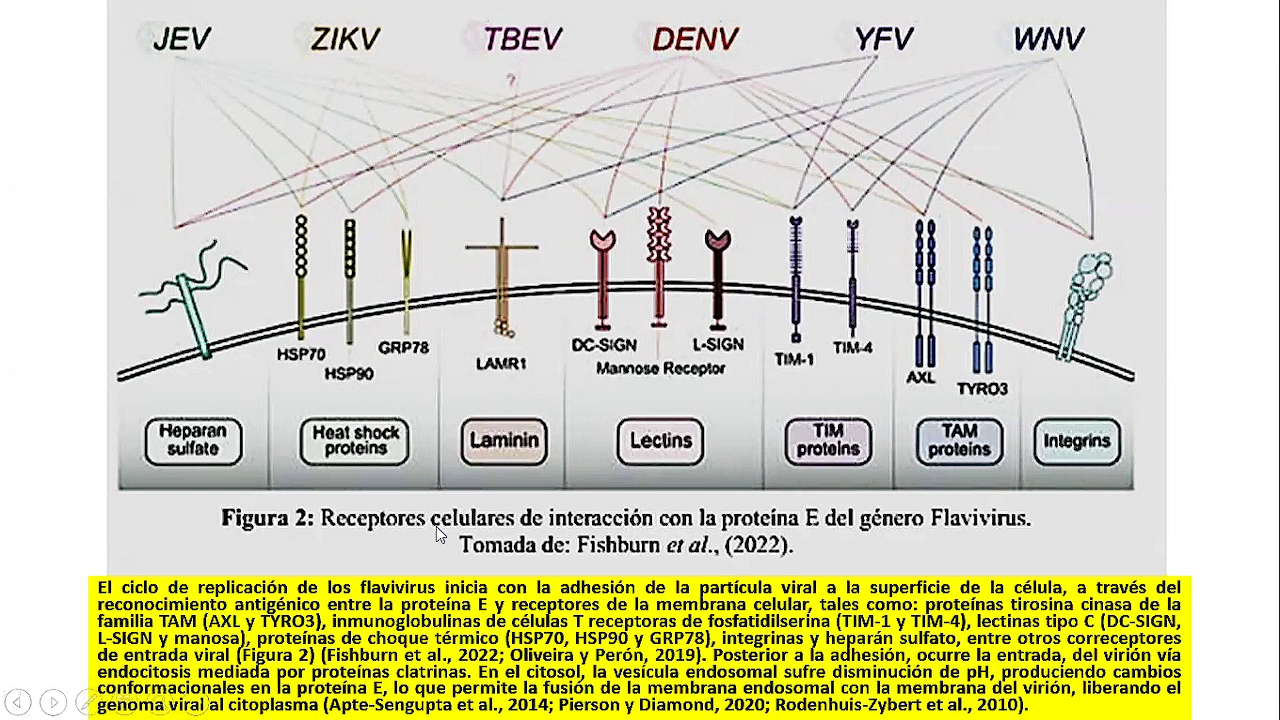 JEV ZIKV TBEV DENV YFV WNV
?
HSP70 HSP90 GRP78 LAMR1 DC-SIGN Mannose Receptor L-SIGN TIM-1 TIM-4 AXL TYRO3
Heparan sulfate
Heat shock proteins
Laminin
Lectins
TIM proteins
TAM proteins
Integrins
Figura 2: Receptores celulares de interacción con la proteína E del género Flavivirus.
Tomada de: Fishburn et al., (2022).
El ciclo de replicación de los flavivirus inicia con la adhesión de la partícula viral a la superficie de la célula, a través del
reconocimiento antigénico entre la proteína E y receptores de la membrana celular, tales como: proteínas tirosina cinasa de la
familia TAM (AXL y TYRO3), inmunoglobulinas de células T receptoras de fosfatidilserina (TIM-1 y TIM-4), lectinas tipo C (DC-SIGN,
L-SIGN y manosa), proteínas de choque térmico (HSP70, HSP90 y GRP78), integrinas y heparán sulfato, entre otros correceptores
de entrada viral (Figura 2) (Fishburn et al., 2022; Oliveira y Perón, 2019). Posterior a la adhesión, ocurre la entrada, del virión vía
endocitosis mediada por proteínas clatrinas. En el citosol, la vesícula endosomal sufre disminución de pH, produciendo cambios
conformacionales en la proteína E, lo que permite la fusión de la membrana endosomal con la membrana del virión, liberando el
genoma viral al citoplasma (Apte-Sengupta et al., 2014; Pierson y Diamond, 2020; Rodenhuis-Zybert et al., 2010).